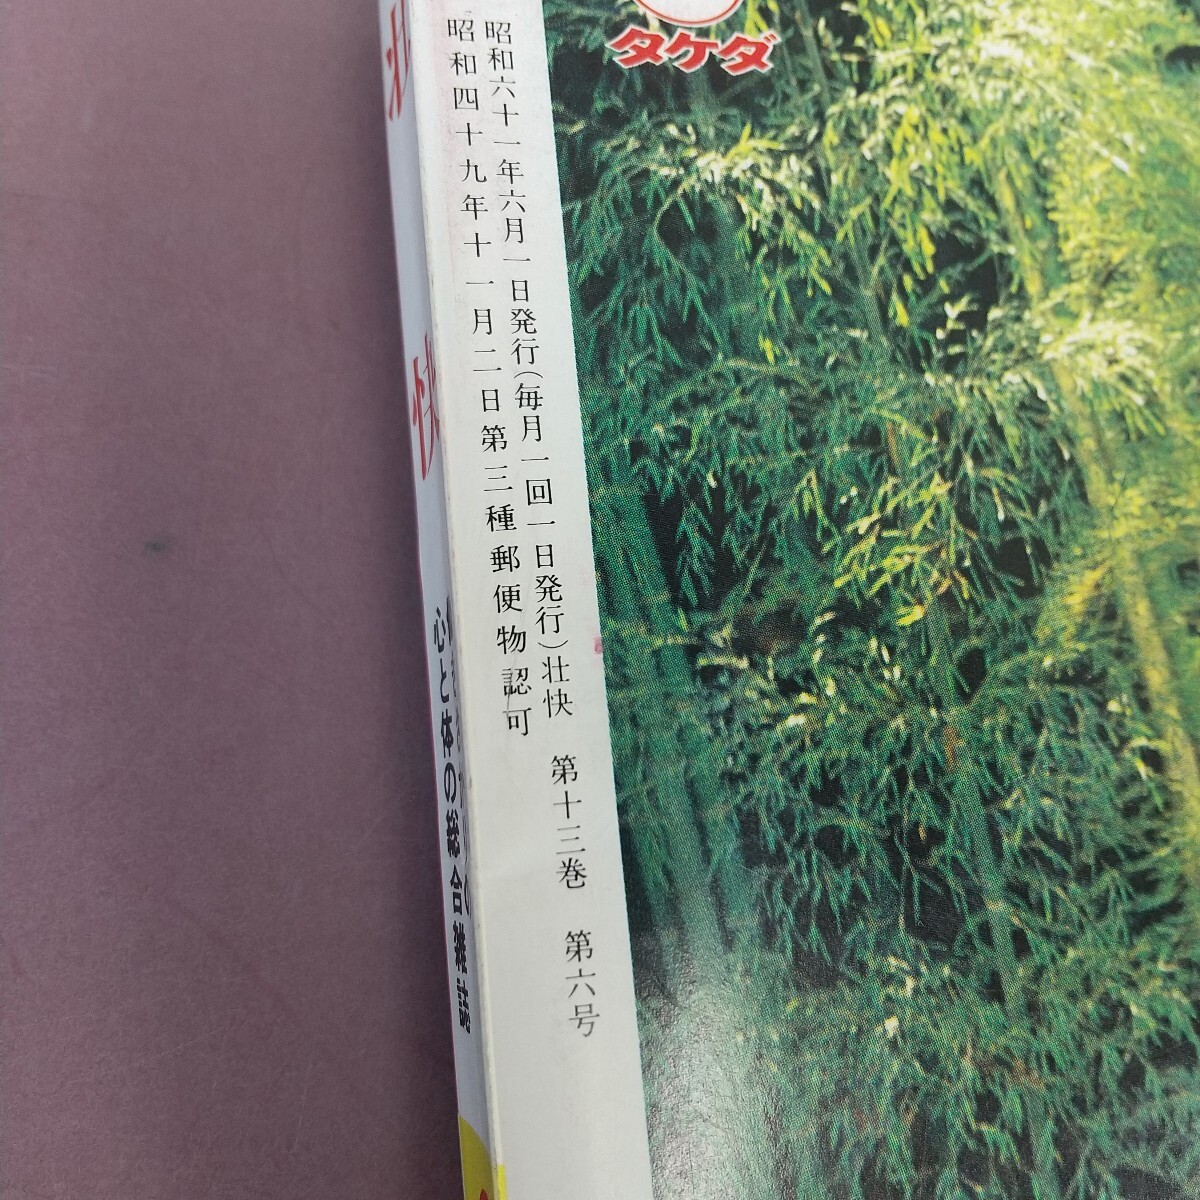 タケダ
昭和六十一年六月一日発行(毎月一回一日発行)壮快　第十三巻　第六号
昭和四十九年十一月二日第三種郵便物認可
壮快
心と体の総合雑誌